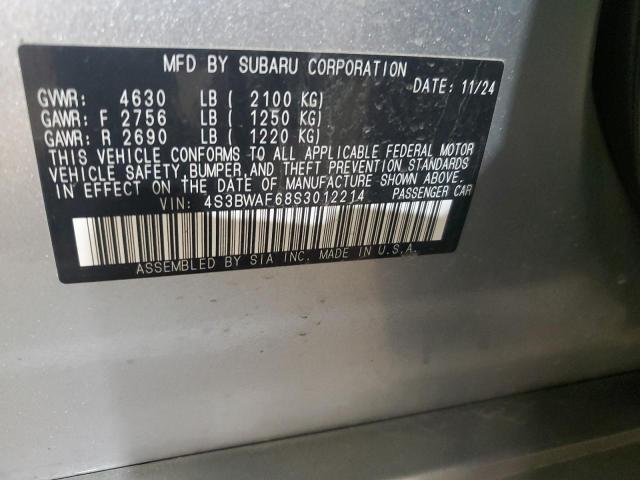 MFD BY SUBARU CORPORATION
DATE: 11/24
GVWR: 4630 LB ( 2100 KG)
GAWR: F 2756 LB ( 1250 KG)
GAWR: R 2690 LB ( 1220 KG)
THIS VEHICLE CONFORMS TO ALL APPLICABLE FEDERAL MOTOR
VEHICLE SAFETY, BUMPER, AND THEFT PREVENTION STANDARDS
IN EFFECT ON THE DATE OF MANUFACTURE SHOWN ABOVE.
VIN: 4S3BWAF68S3012214 PASSENGER CAR
ASSEMBLED BY SIA INC. MADE IN U.S.A.